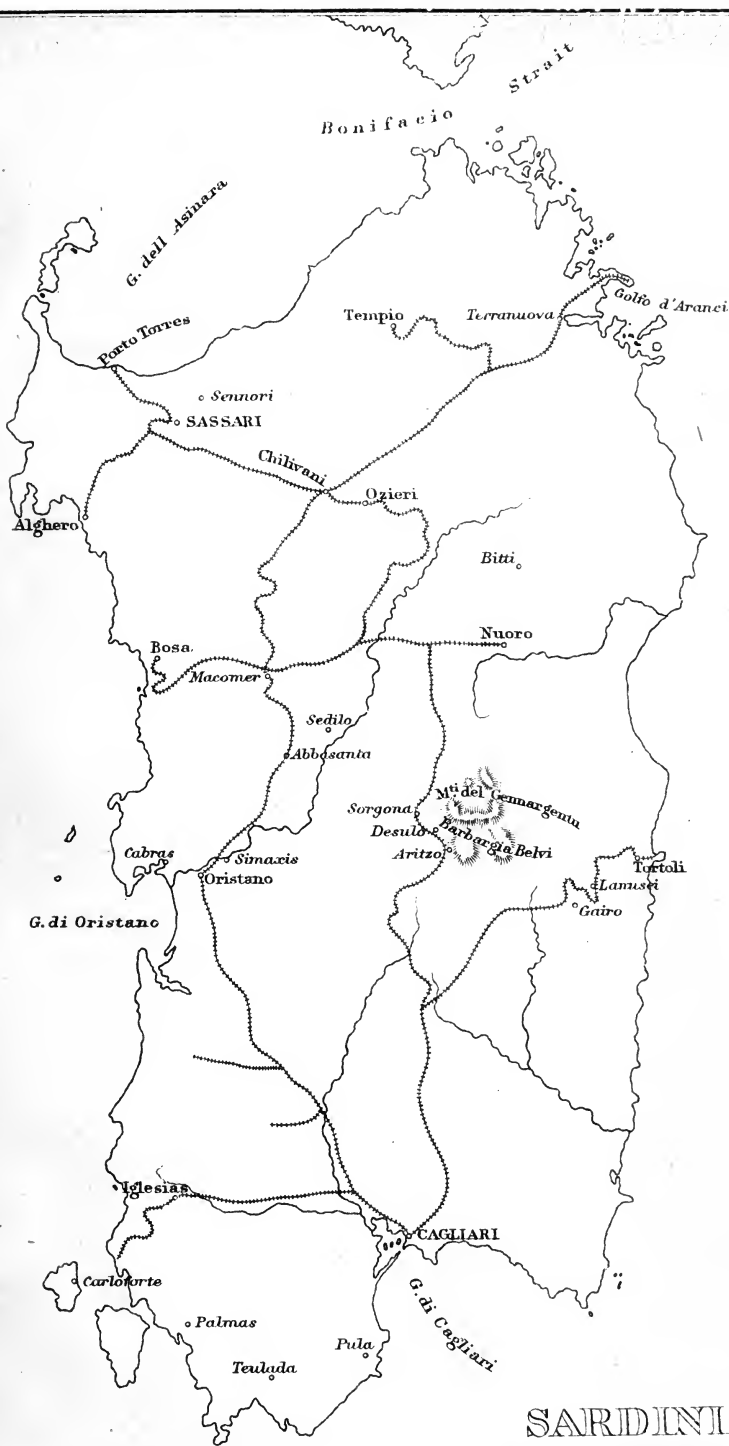 Bonifacio Strait
G. dell Asinara
Golfo d'Aranci
Tempio
Terranuova
Porto Torres
Sennori
SASSARI
Chilivani
Ozieri
Alghero
Bitti
Nuoro
Bosa
Macomer
Sedilo
Abbasanta
Mti. del Gennargentu
Sorgona
Desulo
Barbargia Belvi
Aritzo
Cabras
Simaxis
Oristano
Tortoli
Lanusei
Gairo
G. di Oristano
Iglesias
CAGLIARI
Carloforte
G. di Cagliari
Palmas
Pula
Teulada
SARDINI